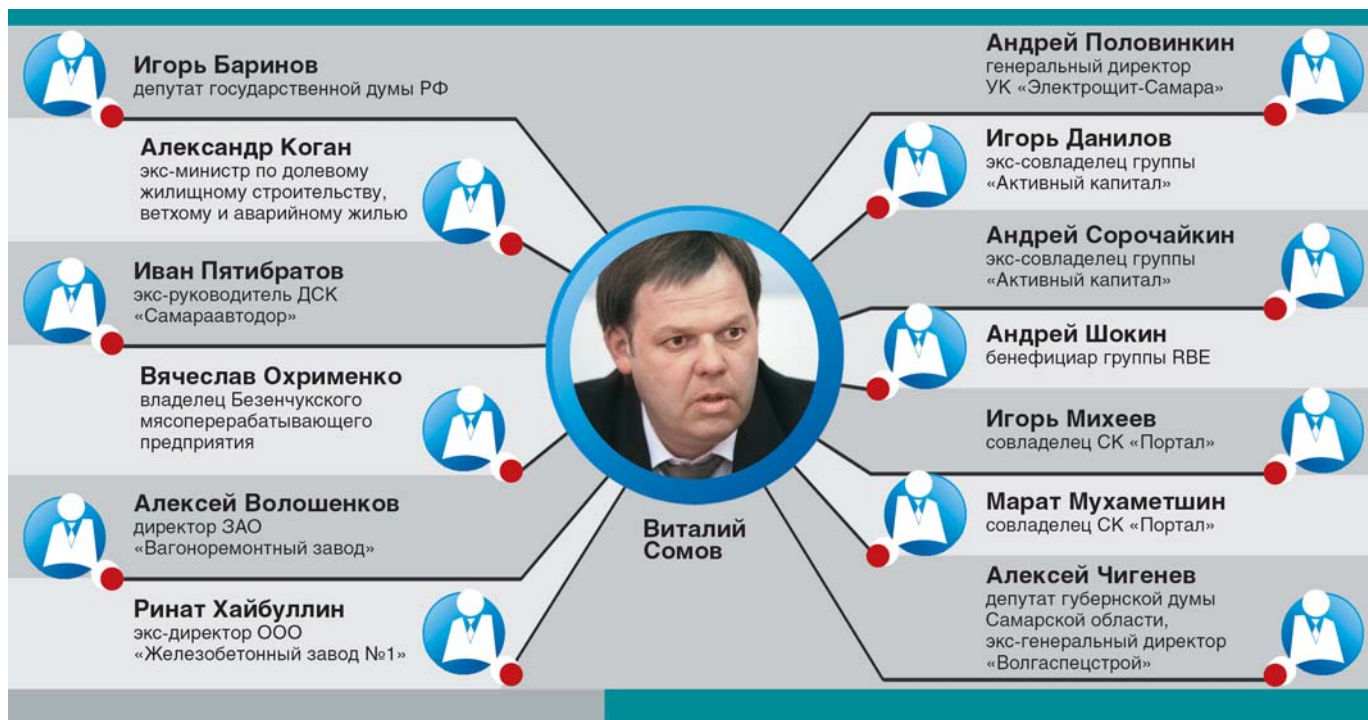 Игорь Баринов
депутат государственной думы РФ
Александр Коган
экс-министр по долевому
жилищному строительству,
ветхому и аварийному жилью
Иван Пятибратов
экс-руководитель ДСК
«Самараавтодор»
Вячеслав Охрименко
владелец Безенчукского
мясоперерабатывающего
предприятия
Алексей Волошенков
директор ЗАО
«Вагоноремонтный завод»
Ринат Хайбуллин
экс-директор ООО
«Железобетонный завод №1»
Виталий
Сомов
Андрей Половинкин
генеральный директор
УК «Электрощит-Самара»
Игорь Данилов
экс-совладелец группы
«Активный капитал»
Андрей Сорочайкин
экс-совладелец группы
«Активный капитал»
Андрей Шокин
бенефициар группы RBE
Игорь Михеев
совладелец СК «Портал»
Марат Мухаметшин
совладелец СК «Портал»
Алексей Чигенев
депутат губернской думы
Самарской области,
экс-генеральный директор
«Волгаспецстрой»